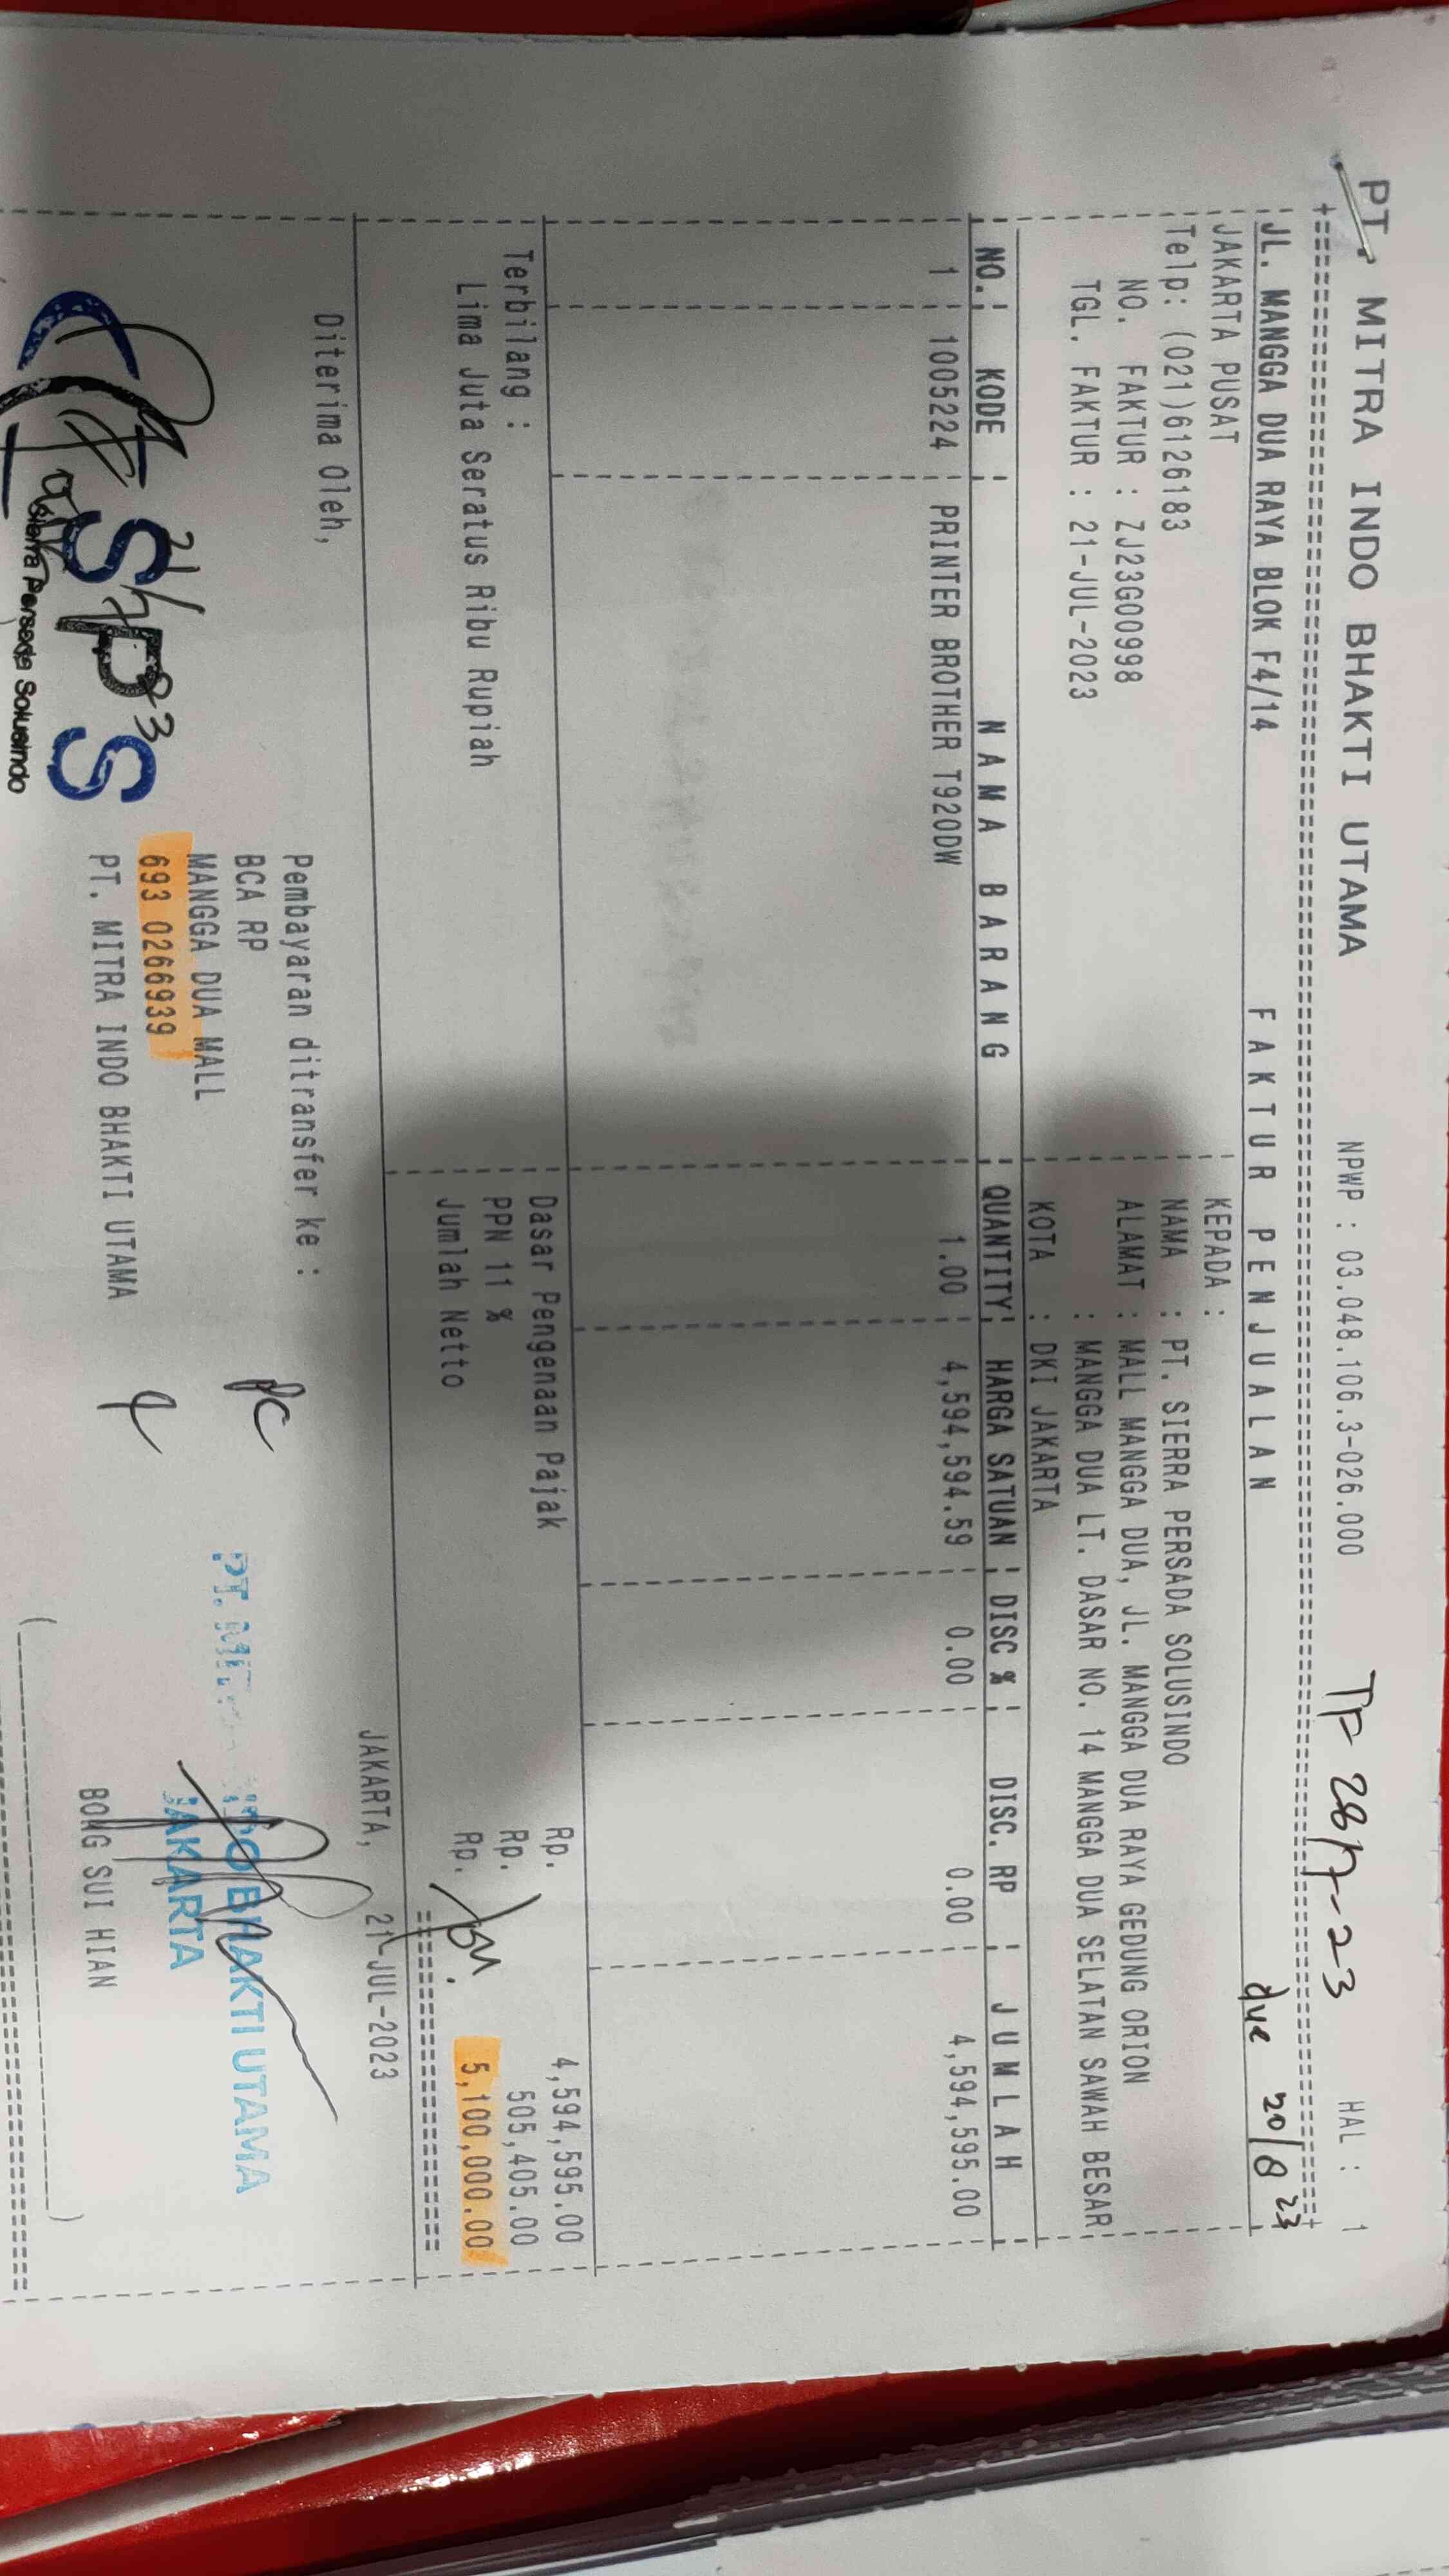 PT. MITRA INDO BHAKTI UTAMA NPWP : 03.048.106.3-026.000 TP 28/7-23 HAL : 1
JL. MANGGA DUA RAYA BLOK F4/14 F A K T U R P E N J U A L A N due 20/8 23
JAKARTA PUSAT KEPADA :
Telp: (021)6126183 NAMA : PT. SIERRA PERSADA SOLUSINDO
NO. FAKTUR : ZJ23G00998 ALAMAT : MALL MANGGA DUA, JL. MANGGA DUA RAYA GEDUNG ORION
TGL. FAKTUR : 21-JUL-2023 : MANGGA DUA LT. DASAR NO. 14 MANGGA DUA SELATAN SAWAH BESAR
KOTA : DKI JAKARTA
NO. KODE N A M A B A R A N G QUANTITY HARGA SATUAN DISC % DISC. RP J U M L A H
1 1005224 PRINTER BROTHER T920DW 1.00 4,594,594.59 0.00 0.00 4,594,595.00
Terbilang : Dasar Pengenaan Pajak Rp. 4,594,595.00
Lima Juta Seratus Ribu Rupiah PPN 11 % Rp. 505,405.00
Jumlah Netto Rp. 5,100,000.00
JAKARTA, 21-JUL-2023
Diterima Oleh,
Pembayaran ditransfer ke :
BCA RP
MANGGA DUA MALL
693 0266939
PT. MITRA INDO BHAKTI UTAMA
21/7 23
SPS
Sierra Persada Solusindo
PT. MITRA INDO BHAKTI UTAMA
JAKARTA
BONG SUI HIAN